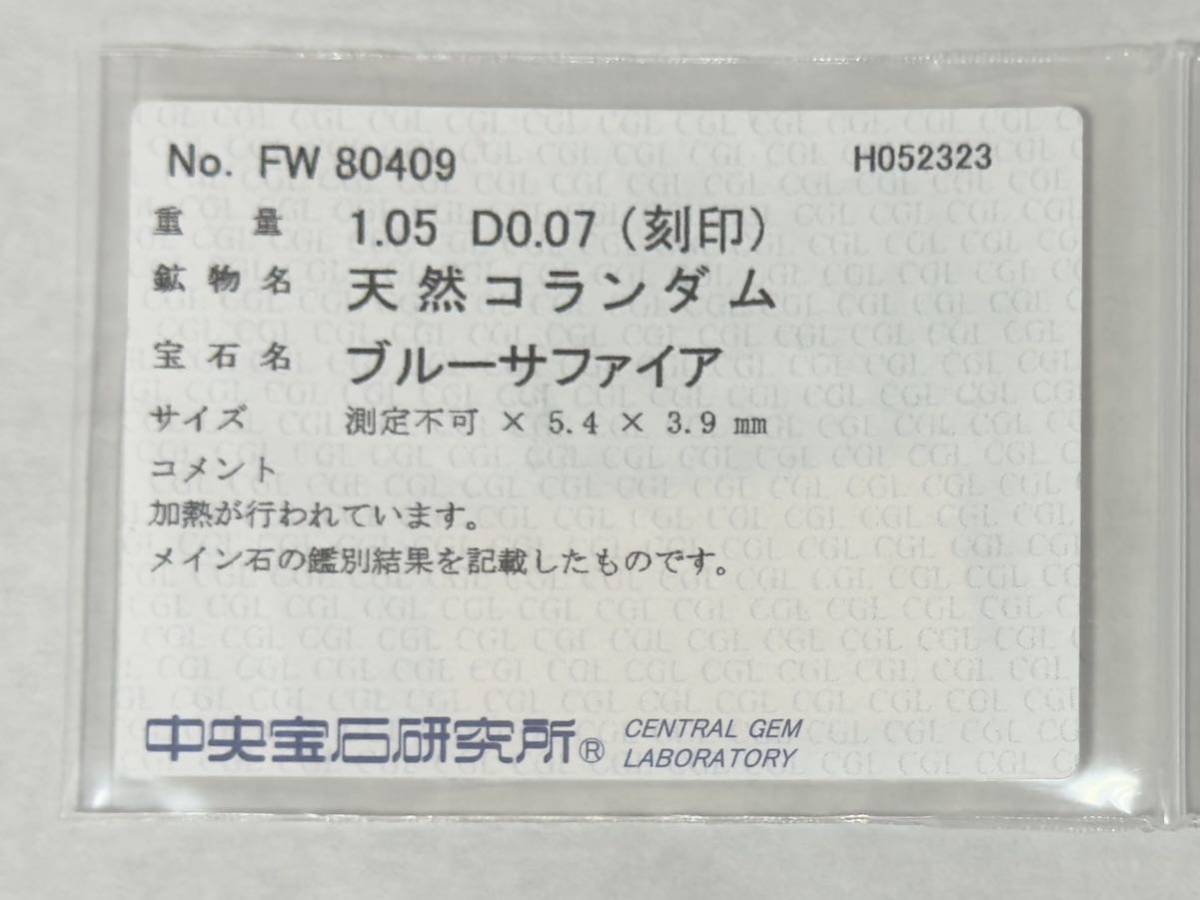 No. FW 80409 H052323
重量 1.05 D0.07 (刻印)
鉱物名 天然コランダム
宝石名 ブルーサファイア
サイズ 測定不可 × 5.4 × 3.9 mm
コメント
加熱が行われています。
メイン石の鑑別結果を記載したものです。
中央宝石研究所® CENTRAL GEM
LABORATORY